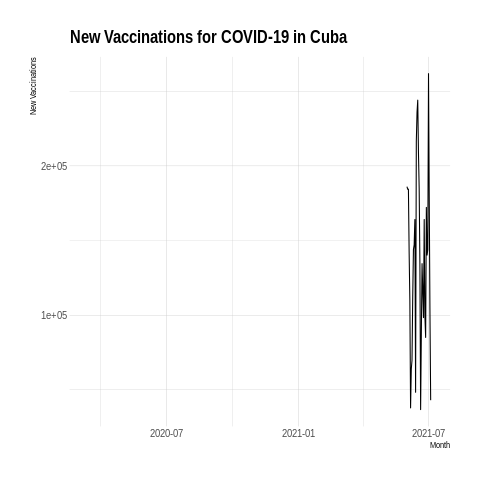 New Vaccinations for COVID-19 in Cuba
New Vaccinations
2e+05
1e+05
2020-07
2021-01
2021-07
Month